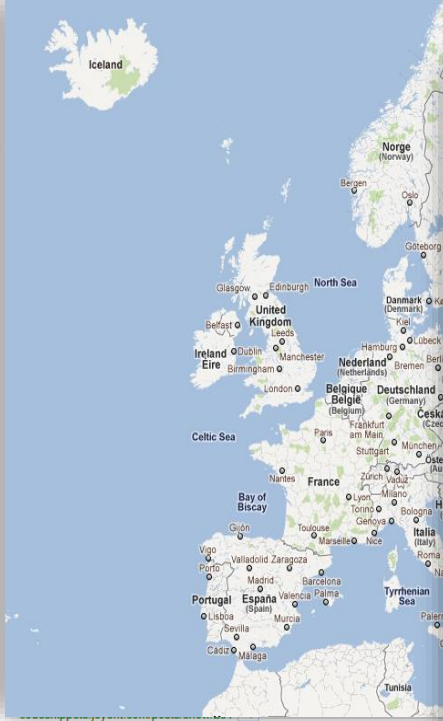 Iceland
Norge
(Norway)
Bergen
Oslo
Göteborg
North Sea
Glasgow
Edinburgh
United
Kingdom
Danmark
(Denmark)
Kiel
Belfast
Leeds
Lübeck
Hamburg
Ireland
Éire
Dublin
Manchester
Nederland
(Netherlands)
Bremen
Birmingham
London
Belgique
België
(Belgium)
Deutschland
(Germany)
Frankfurt
am Main
Celtic Sea
Paris
Stuttgart
München
Nantes
Zürich
Vaduz
France
Lyon
Milano
Torino
Bay of
Biscay
Genova
Bologna
Gijón
Toulouse
Marseille
Nice
Italia
(Italy)
Roma
Vigo
Porto
Valladolid
Zaragoza
Barcelona
Madrid
Tyrrhenian
Sea
Portugal
España
(Spain)
Valencia
Palma
Lisboa
Murcia
Sevilla
Cádiz
Málaga
Tunisia